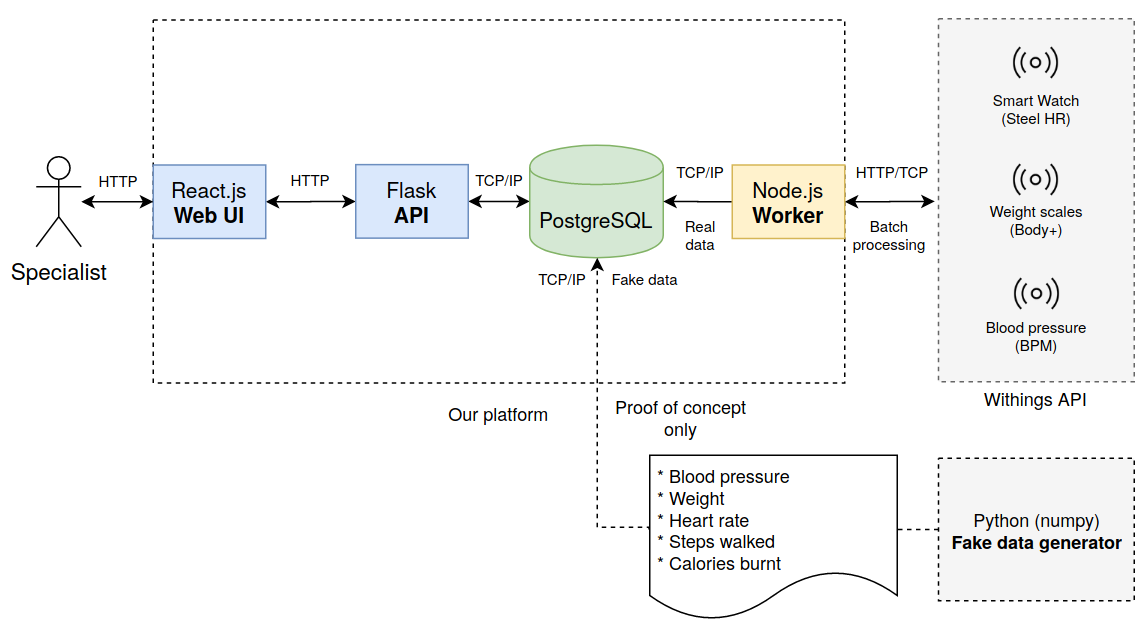 Specialist
HTTP
React.js
Web UI
HTTP
Flask
API
TCP/IP
PostgreSQL
TCP/IP
Real
data
Node.js
Worker
HTTP/TCP
Batch
processing
Smart Watch
(Steel HR)
Weight scales
(Body+)
Blood pressure
(BPM)
Withings API
TCP/IP
Fake data
Our platform
Proof of concept
only
* Blood pressure
* Weight
* Heart rate
* Steps walked
* Calories burnt
Python (numpy)
Fake data generator